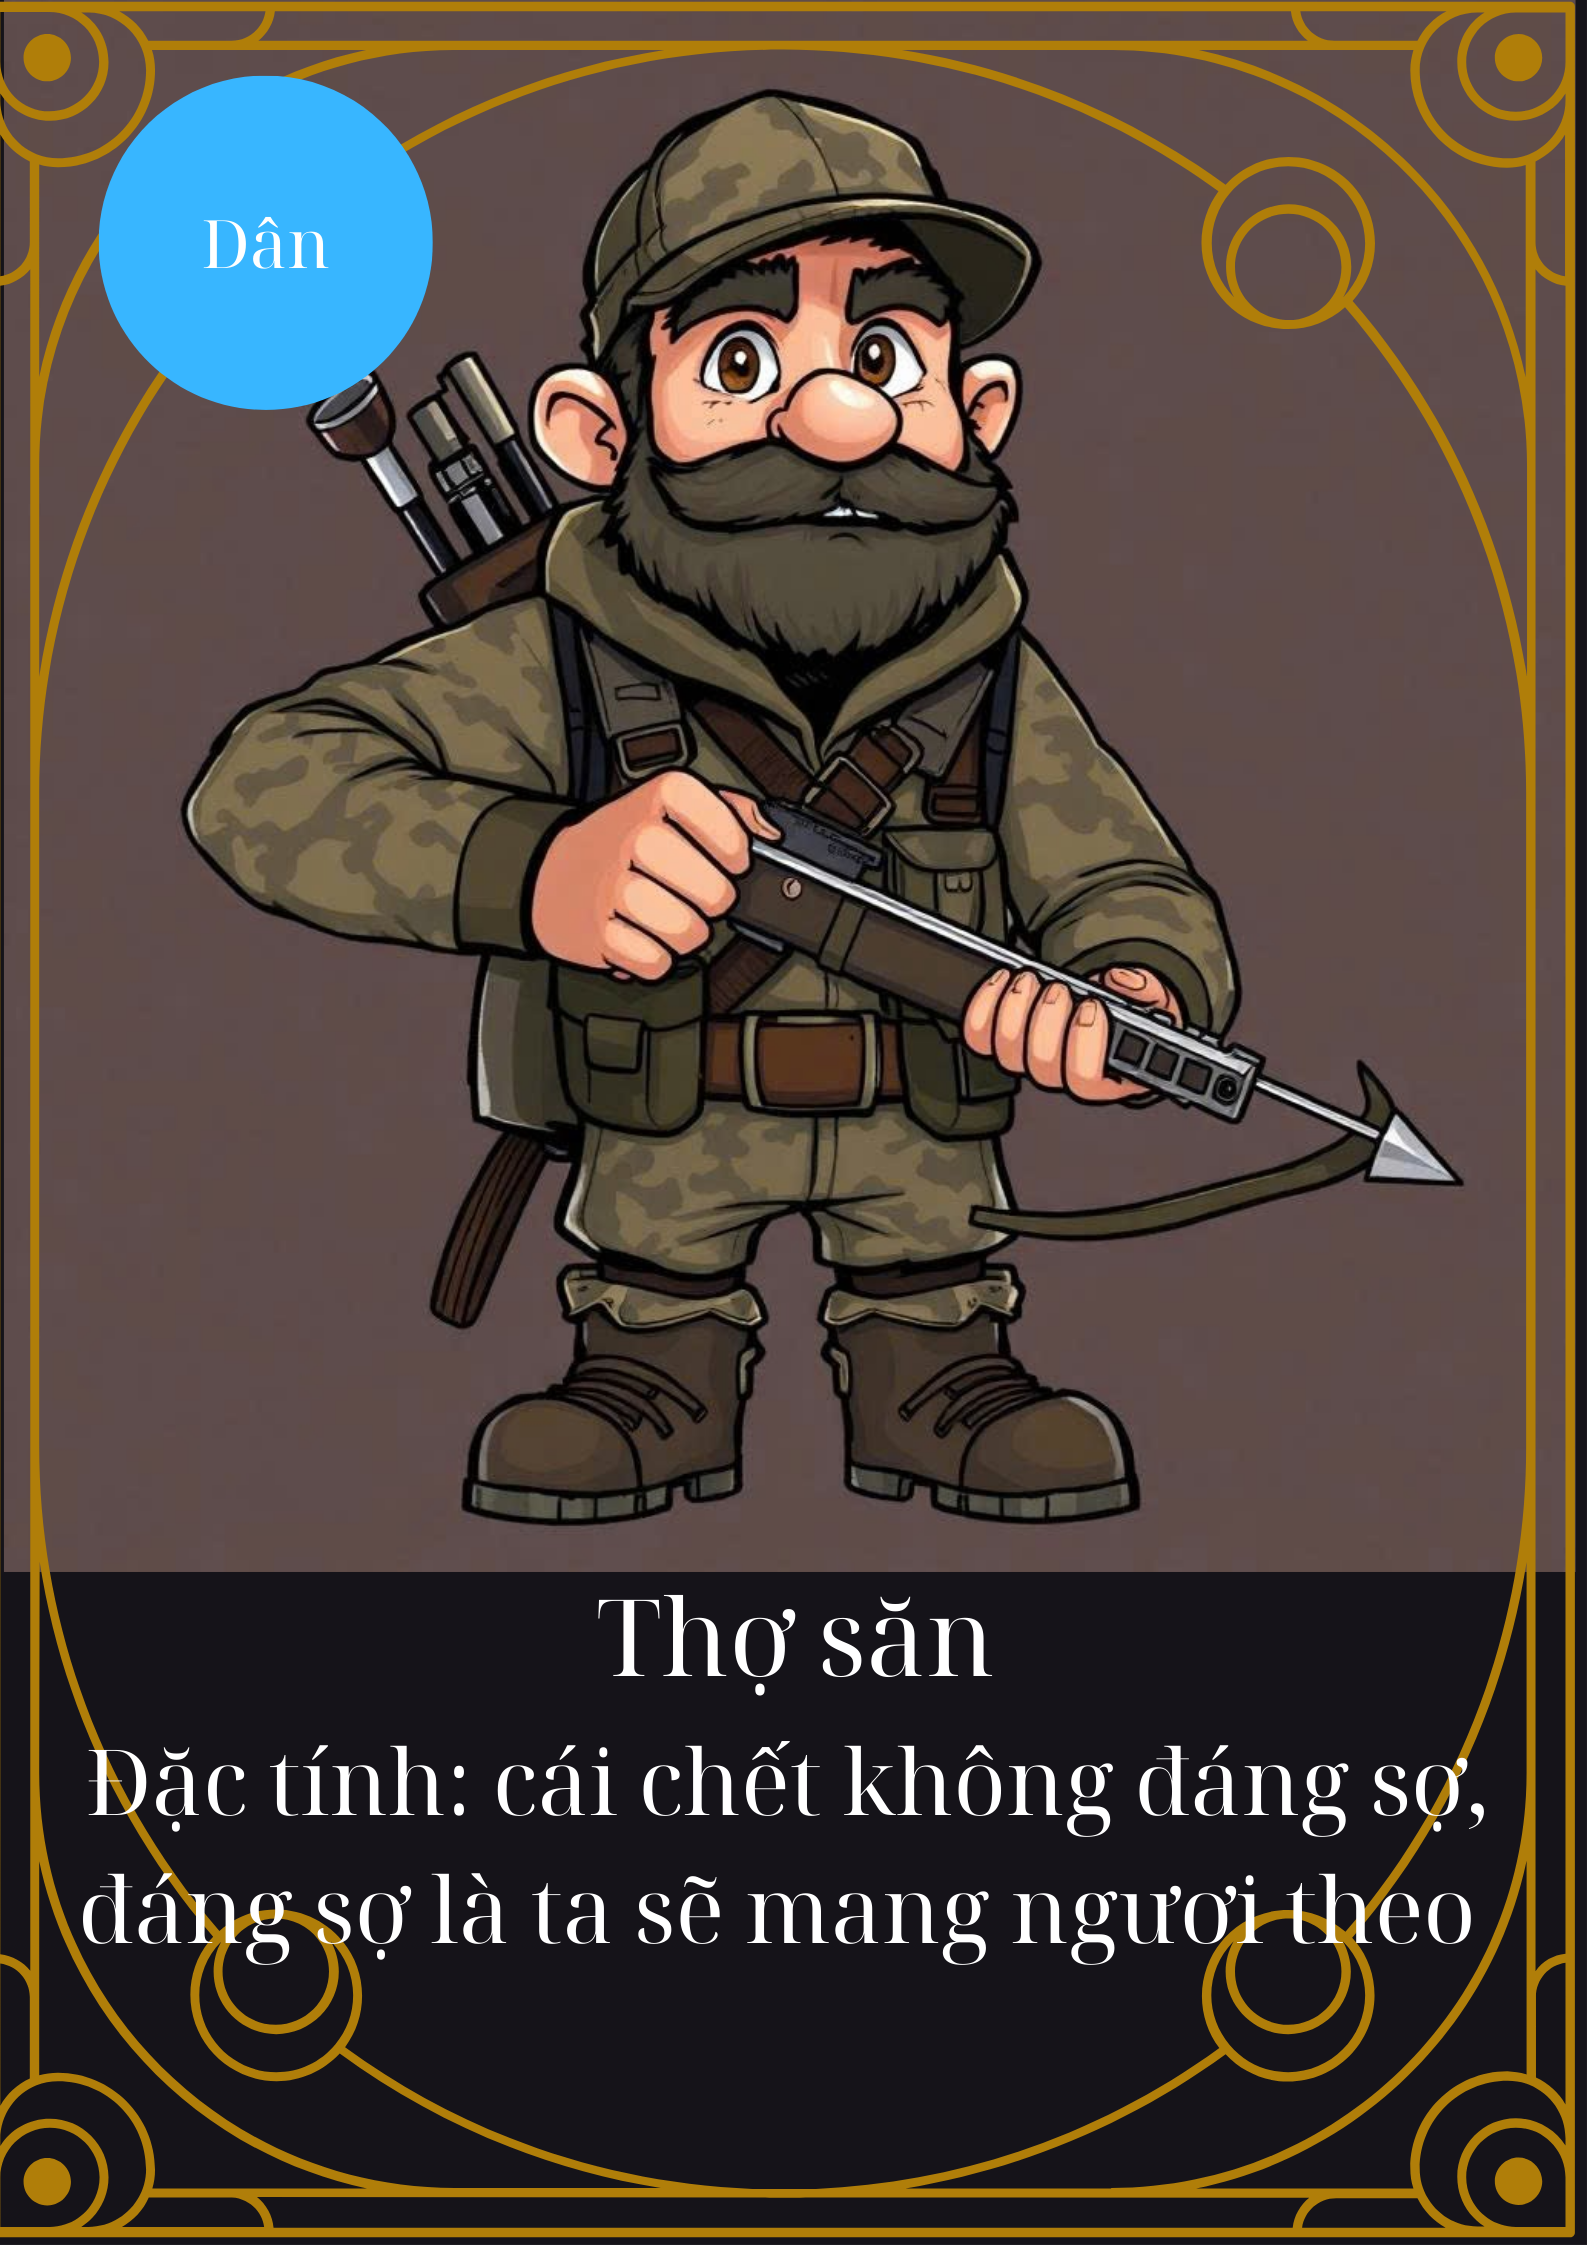 Dân
Thợ săn
Đặc tính: cái chết không đáng sợ,
đáng sợ là ta sẽ mang ngươi theo